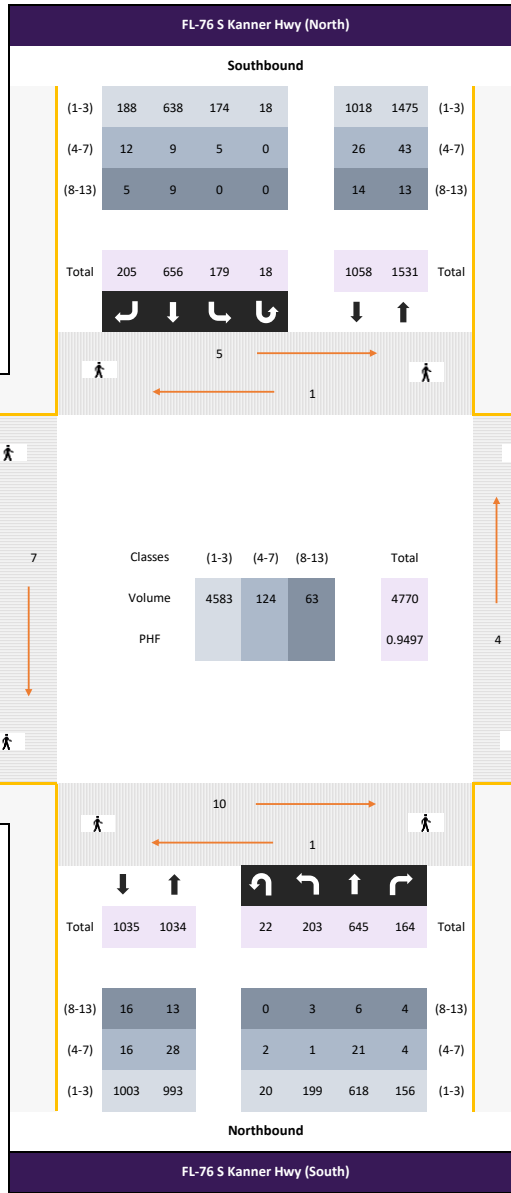 FL-76 S Kanner Hwy (North)
Southbound
(1-3) 188 638 174 18 1018 1475 (1-3)
(4-7) 12 9 5 0 26 43 (4-7)
(8-13) 5 9 0 0 14 13 (8-13)
Total 205 656 179 18 1058 1531 Total
5
1
7
Classes (1-3) (4-7) (8-13) Total
Volume 4583 124 63 4770
PHF 0.9497
4
10
1
Total 1035 1034 22 203 645 164 Total
(8-13) 16 13 0 3 6 4 (8-13)
(4-7) 16 28 2 1 21 4 (4-7)
(1-3) 1003 993 20 199 618 156 (1-3)
Northbound
FL-76 S Kanner Hwy (South)